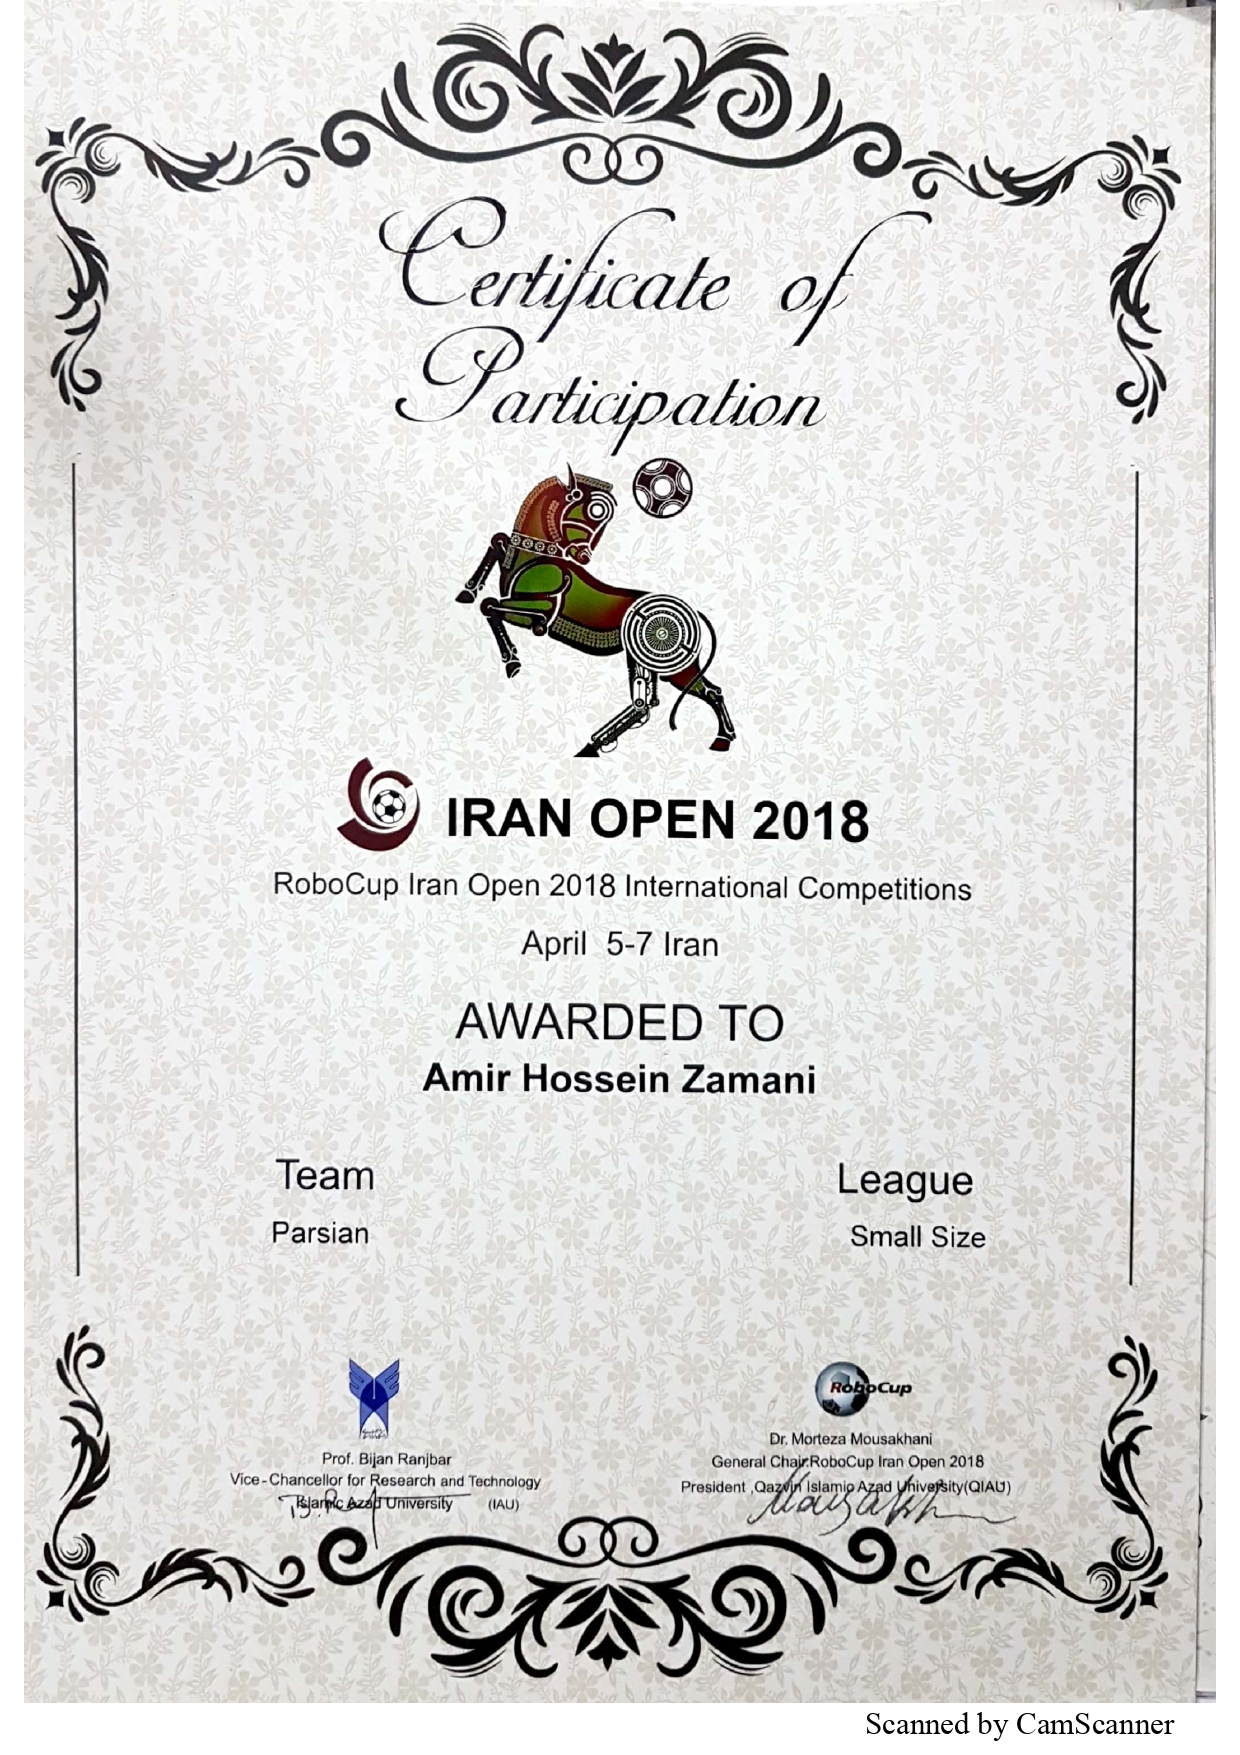 Certificate of
Participation
IRAN OPEN 2018
RoboCup Iran Open 2018 International Competitions
April 5-7 Iran
AWARDED TO
Amir Hossein Zamani
Team
Parsian
League
Small Size
Prof. Bijan Ranjbar
Vice-Chancellor for Research and Technology
Islamic Azad University (IAU)
RoboCup
Dr. Morteza Mousakhani
General Chair:RoboCup Iran Open 2018
President ,Qazvin Islamic Azad University(QIAU)
Scanned by CamScanner